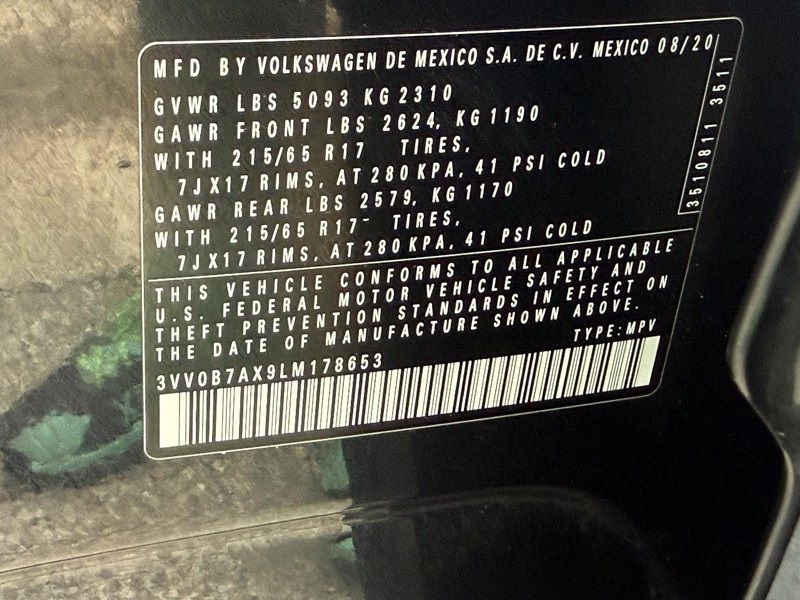 MFD BY VOLKSWAGEN DE MEXICO S.A. DE C.V. MEXICO 08/20
GVWR LBS 5093 KG 2310
GAWR FRONT LBS 2624, KG 1190
WITH 215/65 R17 TIRES,
7JX17 RIMS, AT 280 KPA, 41 PSI COLD
GAWR REAR LBS 2579, KG 1170
WITH 215/65 R17 TIRES,
7JX17 RIMS, AT 280 KPA, 41 PSI COLD
3510811 3511
THIS VEHICLE CONFORMS TO ALL APPLICABLE
U.S. FEDERAL MOTOR VEHICLE SAFETY AND
THEFT PREVENTION STANDARDS IN EFFECT ON
THE DATE OF MANUFACTURE SHOWN ABOVE.
TYPE: MPV
3VV0B7AX9LM178653